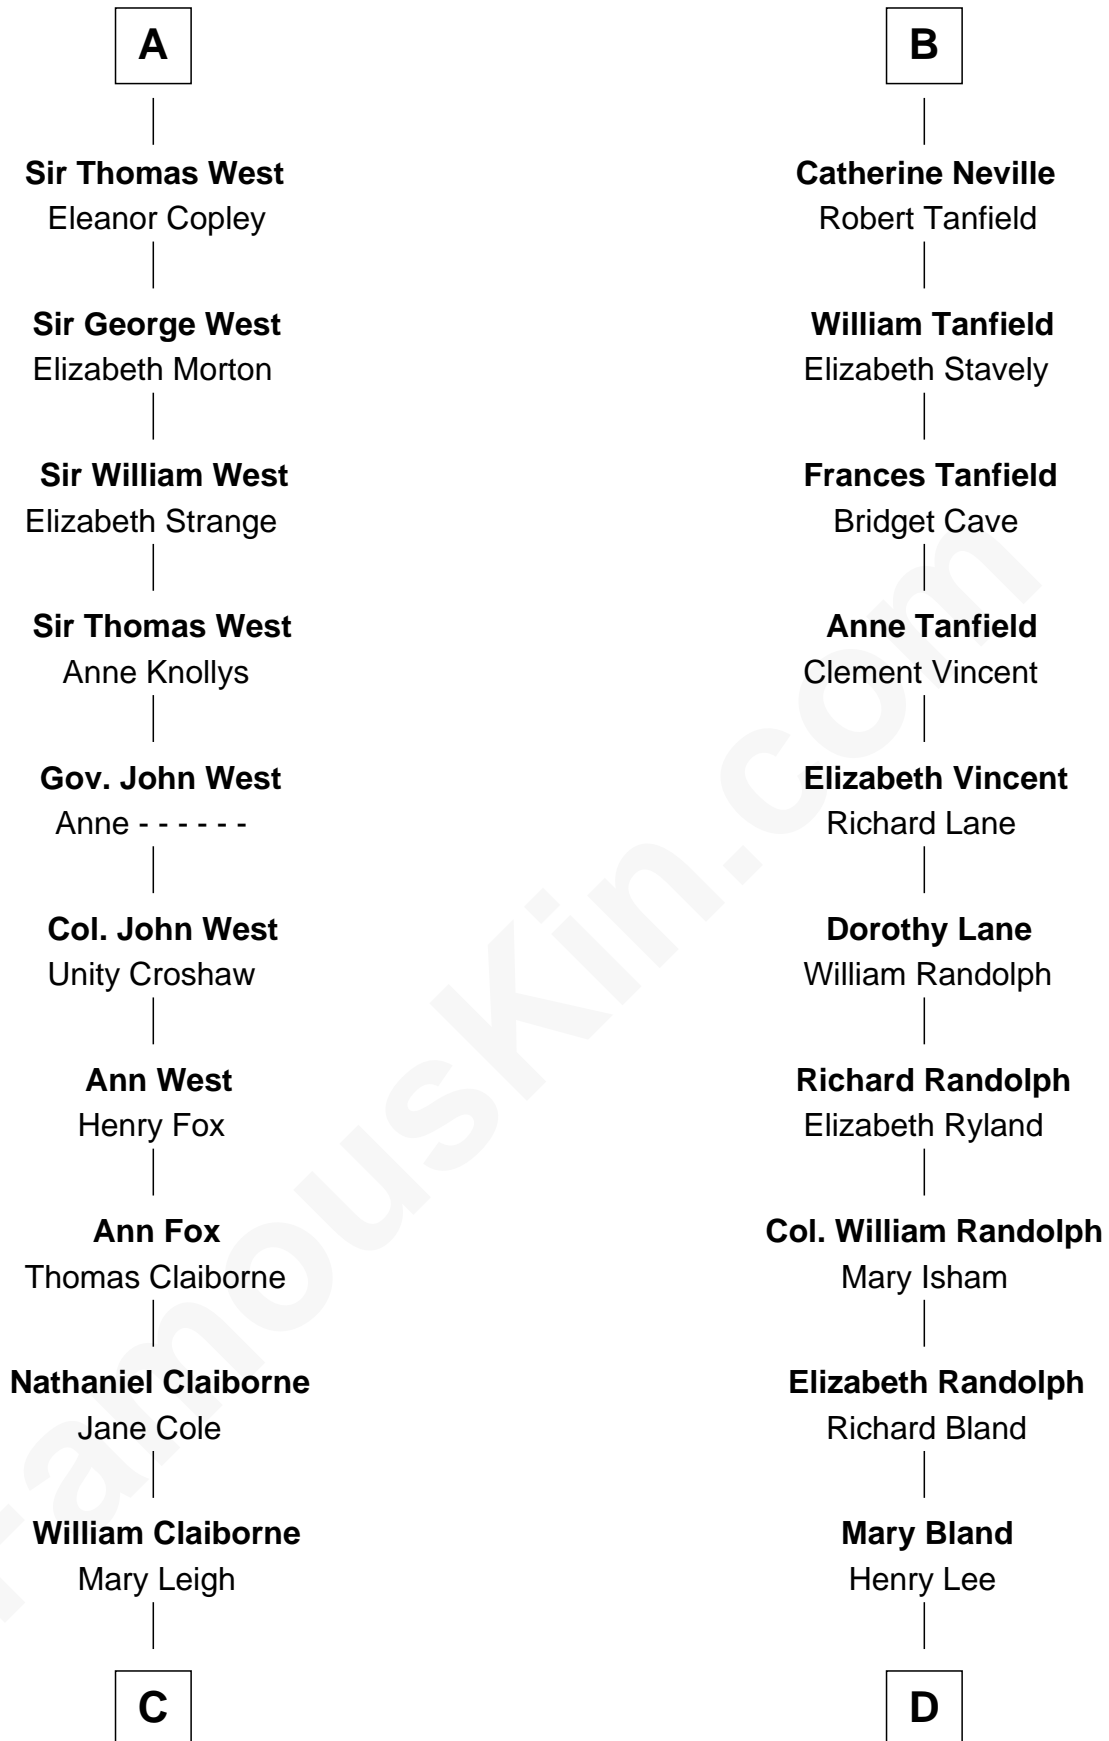 A
Sir Thomas West
Eleanor Copley
Sir George West
Elizabeth Morton
Sir William West
Elizabeth Strange
Sir Thomas West
Anne Knollys
Gov. John West
Anne - - - - - -
Col. John West
Unity Croshaw
Ann West
Henry Fox
Ann Fox
Thomas Claiborne
Nathaniel Claiborne
Jane Cole
William Claiborne
Mary Leigh
C
B
Catherine Neville
Robert Tanfield
William Tanfield
Elizabeth Stavely
Frances Tanfield
Bridget Cave
Anne Tanfield
Clement Vincent
Elizabeth Vincent
Richard Lane
Dorothy Lane
William Randolph
Richard Randolph
Elizabeth Ryland
Col. William Randolph
Mary Isham
Elizabeth Randolph
Richard Bland
Mary Bland
Henry Lee
D
FamousKin.com